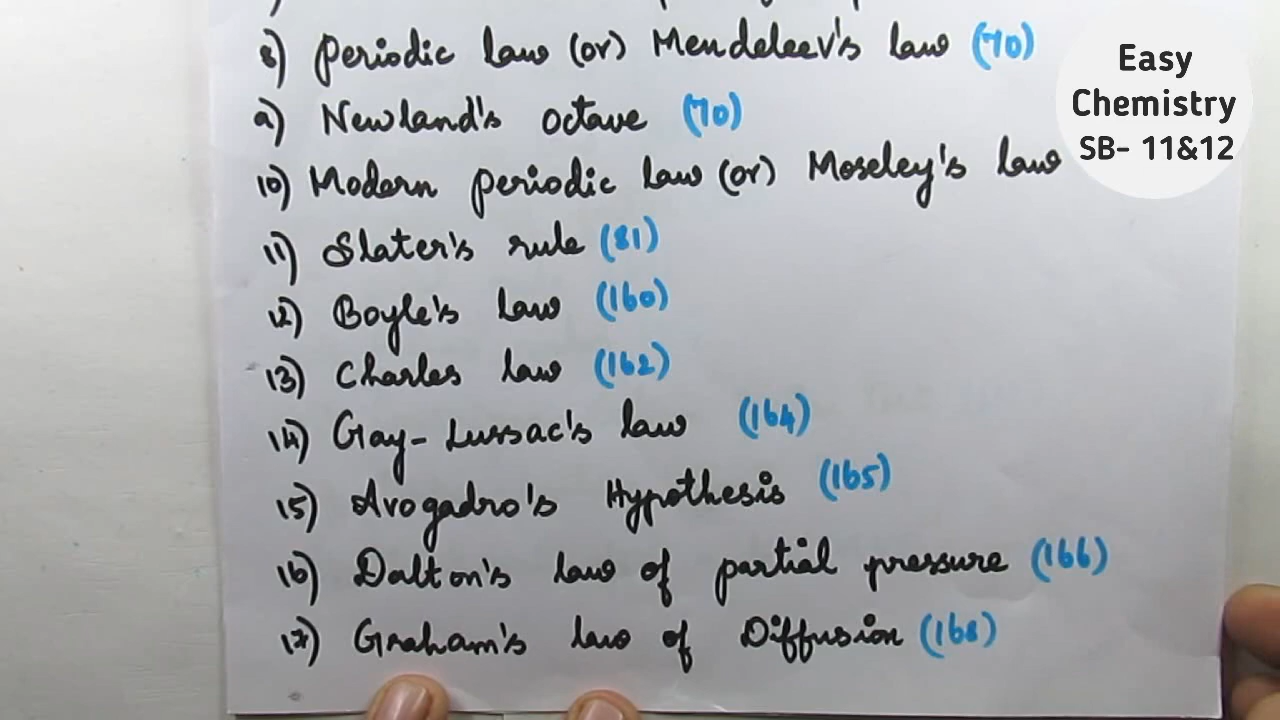 8) Periodic law (or) Mendeleev's law (70)
9) Newland's octave (70)
10) Modern periodic law (or) Moseley's law
11) Slater's rule (81)
12) Boyle's law (160)
13) Charles law (162)
14) Gay-Lussac's law (164)
15) Avogadro's Hypothesis (165)
16) Dalton's law of partial pressure (166)
17) Graham's law of Diffusion (168)
Easy
Chemistry
SB- 11&12